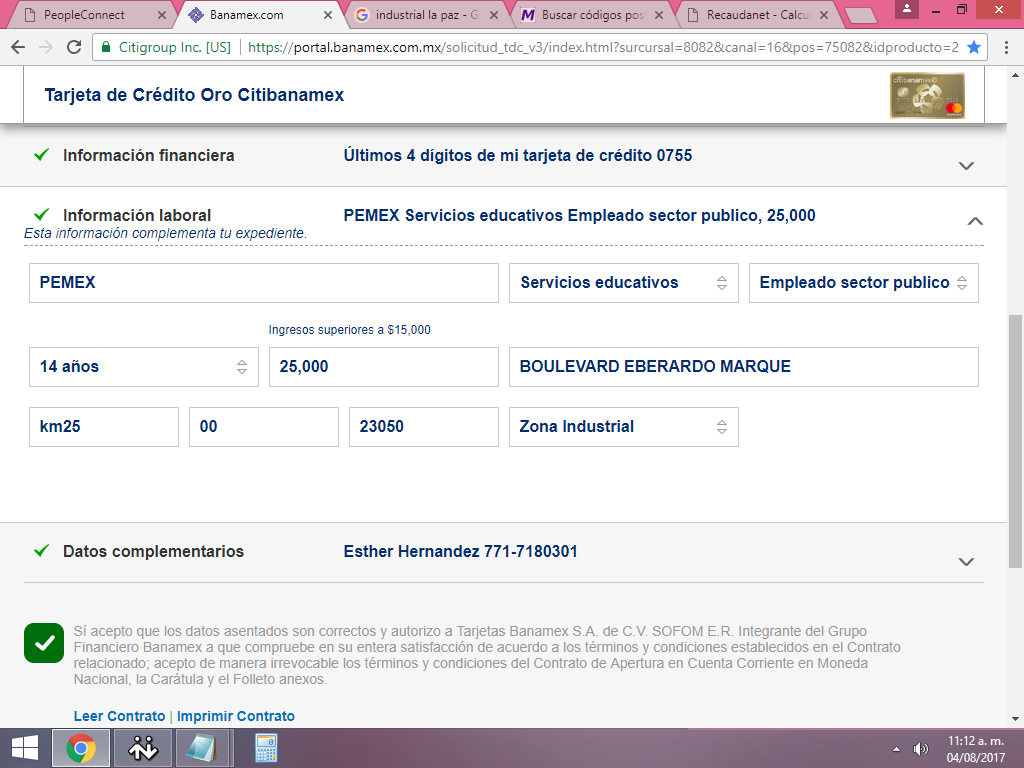 PeopleConnect
Banamex.com
industrial la paz - G
Buscar códigos pos
Recaudanet - Calcu
Citigroup Inc. [US]
https://portal.banamex.com.mx/solicitud_tdc_v3/index.html?surcursal=8082&canal=16&pos=75082&idproducto=2
Tarjeta de Crédito Oro Citibanamex
Información financiera Últimos 4 dígitos de mi tarjeta de crédito 0755
Información laboral PEMEX Servicios educativos Empleado sector publico, 25,000
Esta información complementa tu expediente.
PEMEX Servicios educativos Empleado sector publico
Ingresos superiores a $15,000
14 años 25,000 BOULEVARD EBERARDO MARQUE
km25 00 23050 Zona Industrial
Datos complementarios Esther Hernandez 771-7180301
Sí acepto que los datos asentados son correctos y autorizo a Tarjetas Banamex S.A. de C.V. SOFOM E.R. Integrante del Grupo
Financiero Banamex a que compruebe en su entera satisfacción de acuerdo a los términos y condiciones establecidos en el Contrato
relacionado; acepto de manera irrevocable los términos y condiciones del Contrato de Apertura en Cuenta Corriente en Moneda
Nacional, la Carátula y el Folleto anexos.
Leer Contrato | Imprimir Contrato
11:12 a. m.
04/08/2017